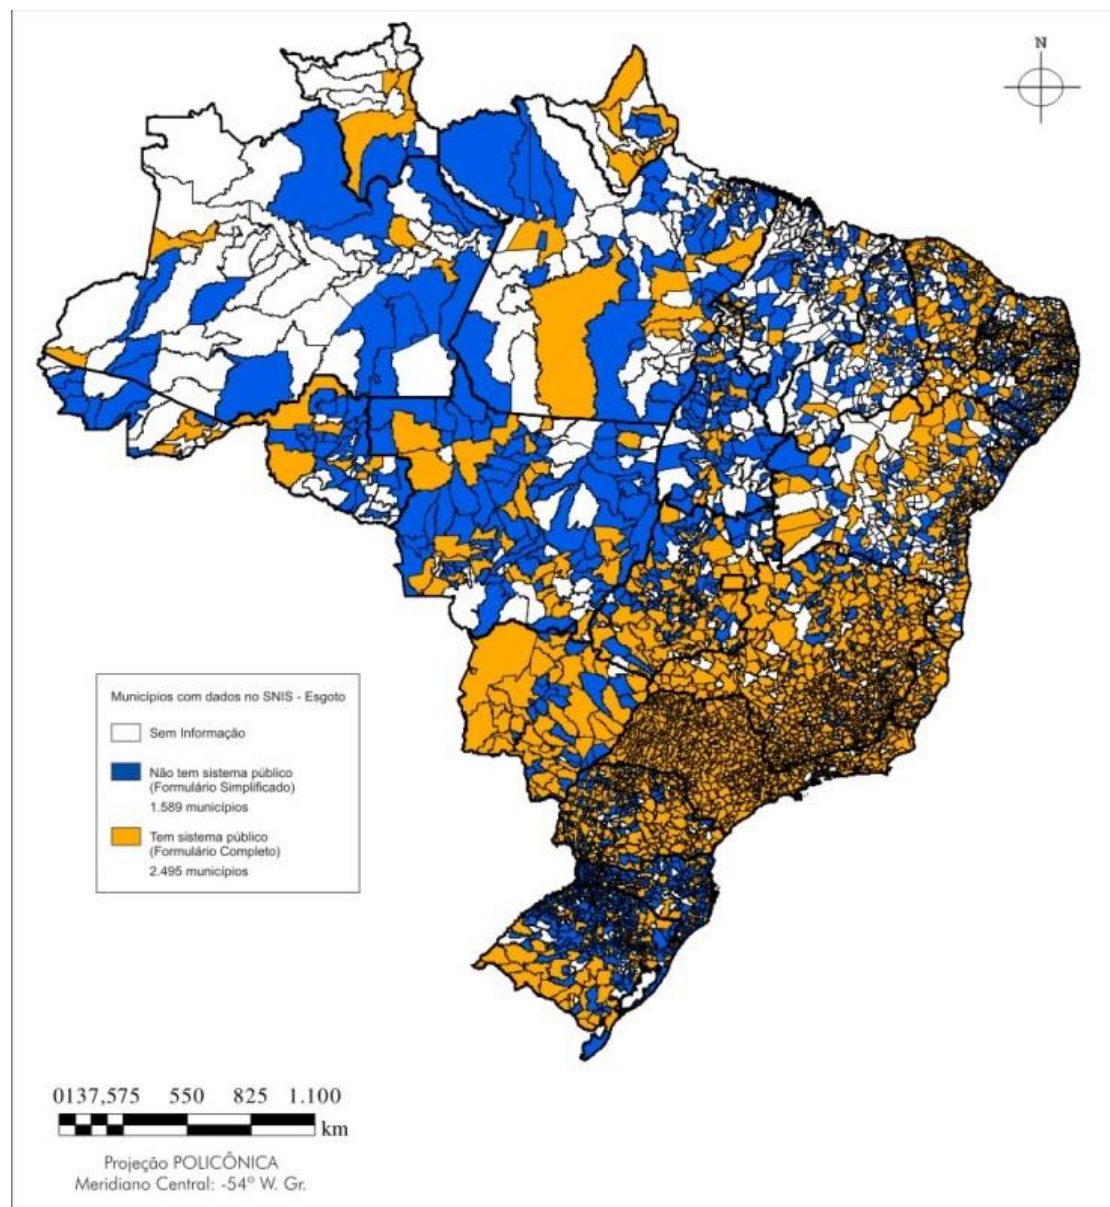 N
Municípios com dados no SNIS - Esgoto
Sem Informação
Não tem sistema público
(Formulário Simplificado)
1.589 municípios
Tem sistema público
(Formulário Completo)
2.495 municípios
0137,575 550 825 1.100
km
Projeção POLICÔNICA
Meridiano Central: -54º W. Gr.